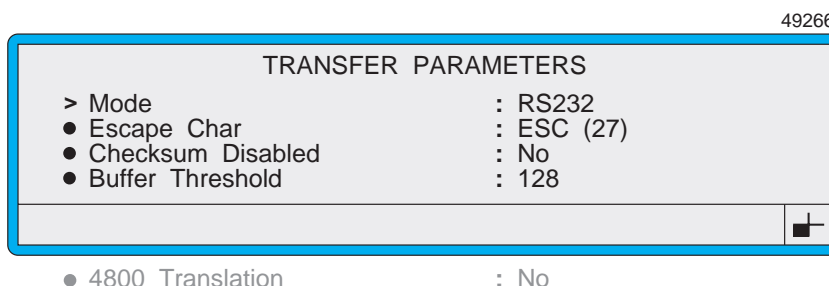 49266
TRANSFER PARAMETERS
> Mode : RS232
● Escape Char : ESC (27)
● Checksum Disabled : No
● Buffer Threshold : 128
● 4800 Translation : No